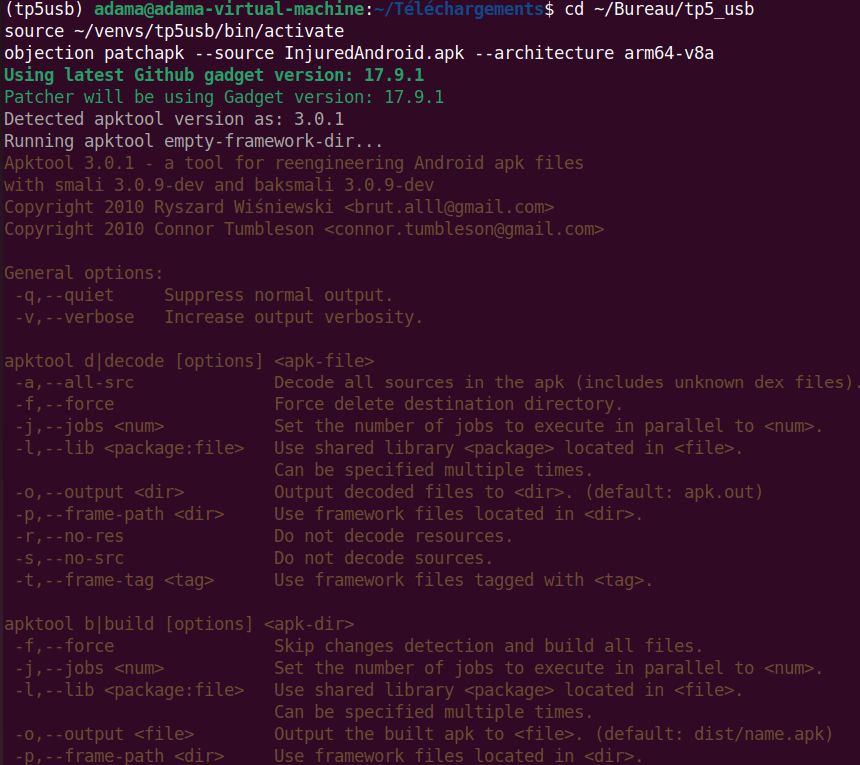 (tp5usb) adama@adama-virtual-machine:~/Téléchargements$ cd ~/Bureau/tp5_usb
source ~/venvs/tp5usb/bin/activate
objection patchapk --source InjuredAndroid.apk --architecture arm64-v8a
Using latest Github gadget version: 17.9.1
Patcher will be using Gadget version: 17.9.1
Detected apktool version as: 3.0.1
Running apktool empty-framework-dir...
Apktool 3.0.1 - a tool for reengineering Android apk files
with smali 3.0.9-dev and baksmali 3.0.9-dev
Copyright 2010 Ryszard Wiśniewski <brut.alll@gmail.com>
Copyright 2010 Connor Tumbleson <connor.tumbleson@gmail.com>
General options:
-q,--quiet     Suppress normal output.
-v,--verbose   Increase output verbosity.
apktool d|decode [options] <apk-file>
-a,--all-src              Decode all sources in the apk (includes unknown dex files).
-f,--force                Force delete destination directory.
-j,--jobs <num>           Set the number of jobs to execute in parallel to <num>.
-l,--lib <package:file>   Use shared library <package> located in <file>.
Can be specified multiple times.
-o,--output <dir>         Output decoded files to <dir>. (default: apk.out)
-p,--frame-path <dir>     Use framework files located in <dir>.
-r,--no-res               Do not decode resources.
-s,--no-src               Do not decode sources.
-t,--frame-tag <tag>      Use framework files tagged with <tag>.
apktool b|build [options] <apk-dir>
-f,--force                Skip changes detection and build all files.
-j,--jobs <num>           Set the number of jobs to execute in parallel to <num>.
-l,--lib <package:file>   Use shared library <package> located in <file>.
Can be specified multiple times.
-o,--output <file>        Output the built apk to <file>. (default: dist/name.apk)
-p,--frame-path <dir>     Use framework files located in <dir>.